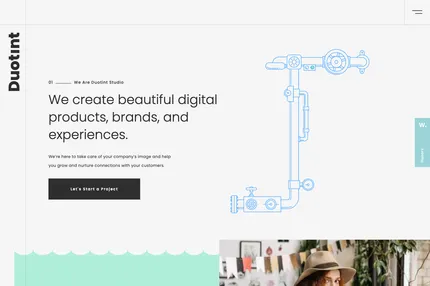 Duotint
01 We Are Duotint Studio
We create beautiful digital
products, brands, and
experiences.
We're here to take care of your company's image and help
you grow and nurture connections with your customers.
Let's Start a Project
W.